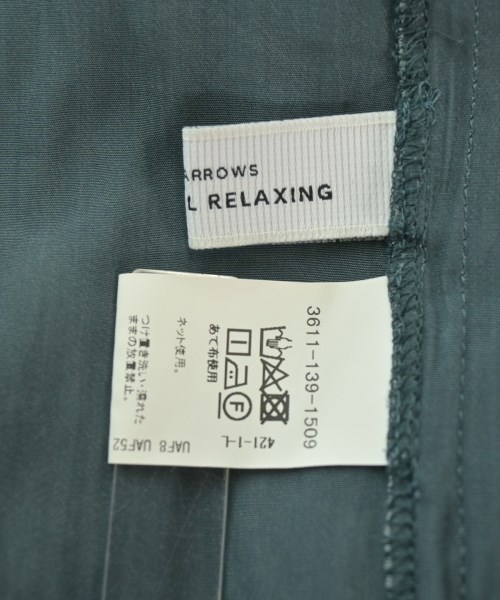 ARROWS
L RELAXING
3611-139-1509
あて布使用
ネット使用。
つけ置き洗い・濡れた
ままの放置禁止。
421-1-L
UAF8 UAF52